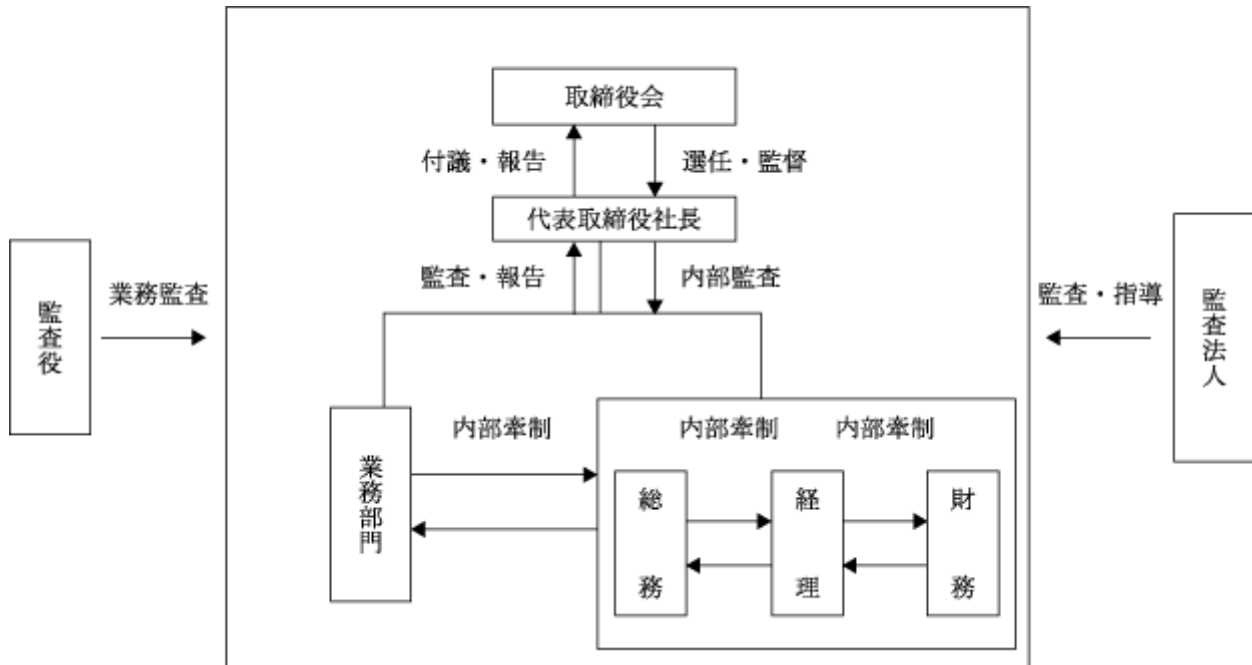 取締役会
付議・報告
選任・監督
代表取締役社長
監査・報告
内部監査
監査役
業務監査
監査・指導
監査法人
業務部門
内部牽制
内部牽制
内部牽制
総務
経理
財務